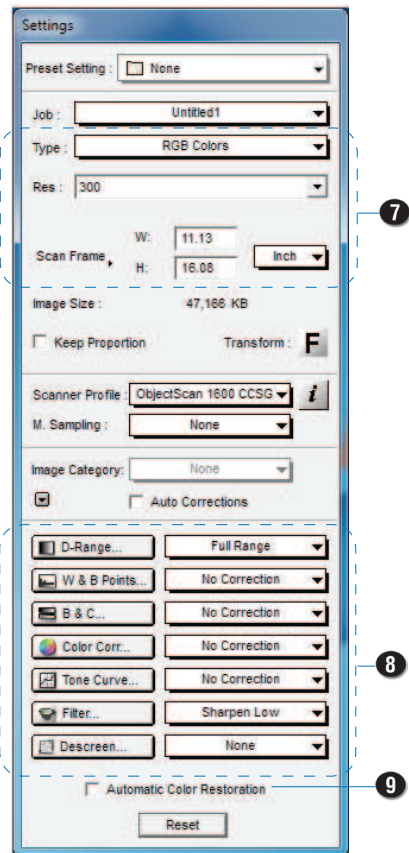 Settings
Preset Setting : None
Job : Untitled1
Type : RGB Colors
Res : 300
7
W: 11.13
Scan Frame Inch
H: 16.08
Image Size : 47,166 KB
Keep Proportion Transform : F
Scanner Profile : ObjectScan 1600 CCSG i
M. Sampling : None
Image Category: None
Auto Corrections
D-Range... Full Range
W & B Points... No Correction
B & C... No Correction
Color Corr... No Correction
8
Tone Curve... No Correction
Filter... Sharpen Low
Descreen... None
Automatic Color Restoration 9
Reset